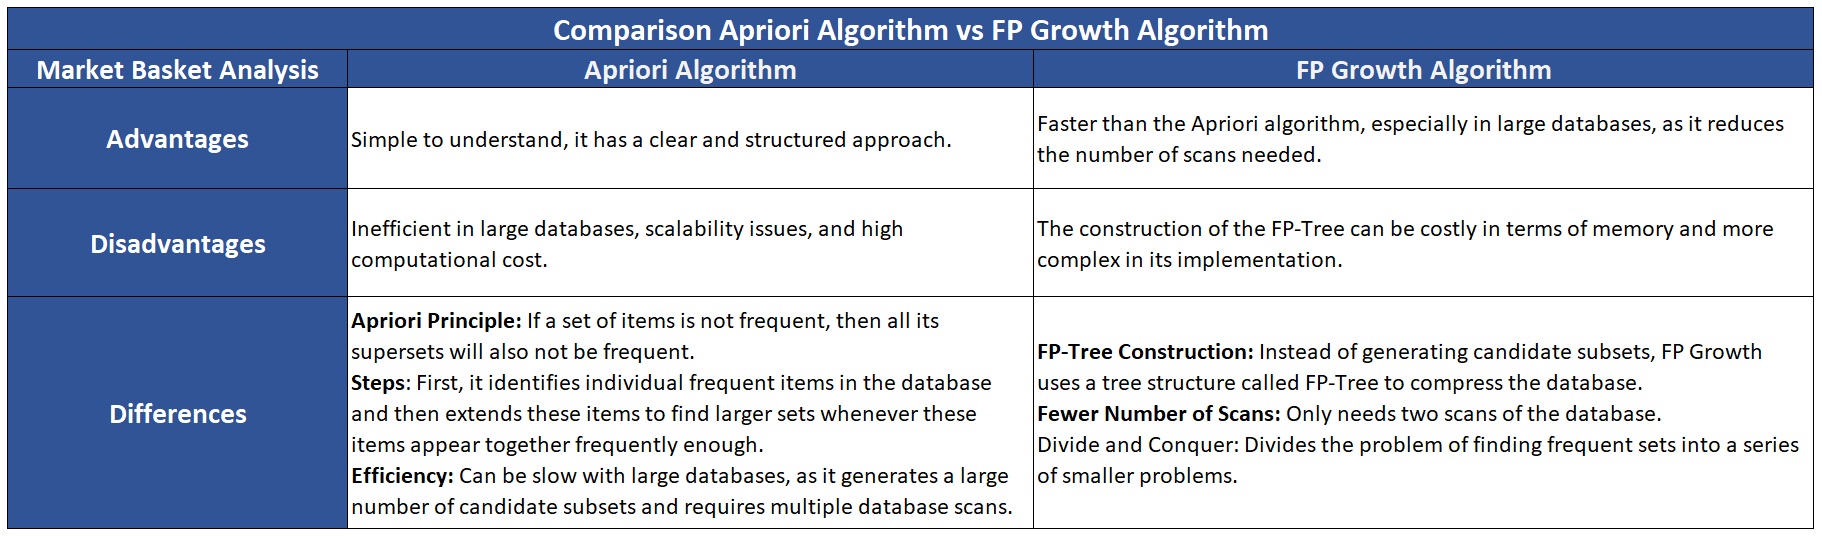 Comparison Apriori Algorithm vs FP Growth Algorithm
Market Basket Analysis
Apriori Algorithm
FP Growth Algorithm
Advantages
Simple to understand, it has a clear and structured approach.
Faster than the Apriori algorithm, especially in large databases, as it reduces
the number of scans needed.
Disadvantages
Inefficient in large databases, scalability issues, and high
computational cost.
The construction of the FP-Tree can be costly in terms of memory and more
complex in its implementation.
Differences
Apriori Principle: If a set of items is not frequent, then all its
supersets will also not be frequent.
Steps: First, it identifies individual frequent items in the database
and then extends these items to find larger sets whenever these
items appear together frequently enough.
Efficiency: Can be slow with large databases, as it generates a large
number of candidate subsets and requires multiple database scans.
FP-Tree Construction: Instead of generating candidate subsets, FP Growth
uses a tree structure called FP-Tree to compress the database.
Fewer Number of Scans: Only needs two scans of the database.
Divide and Conquer: Divides the problem of finding frequent sets into a series
of smaller problems.